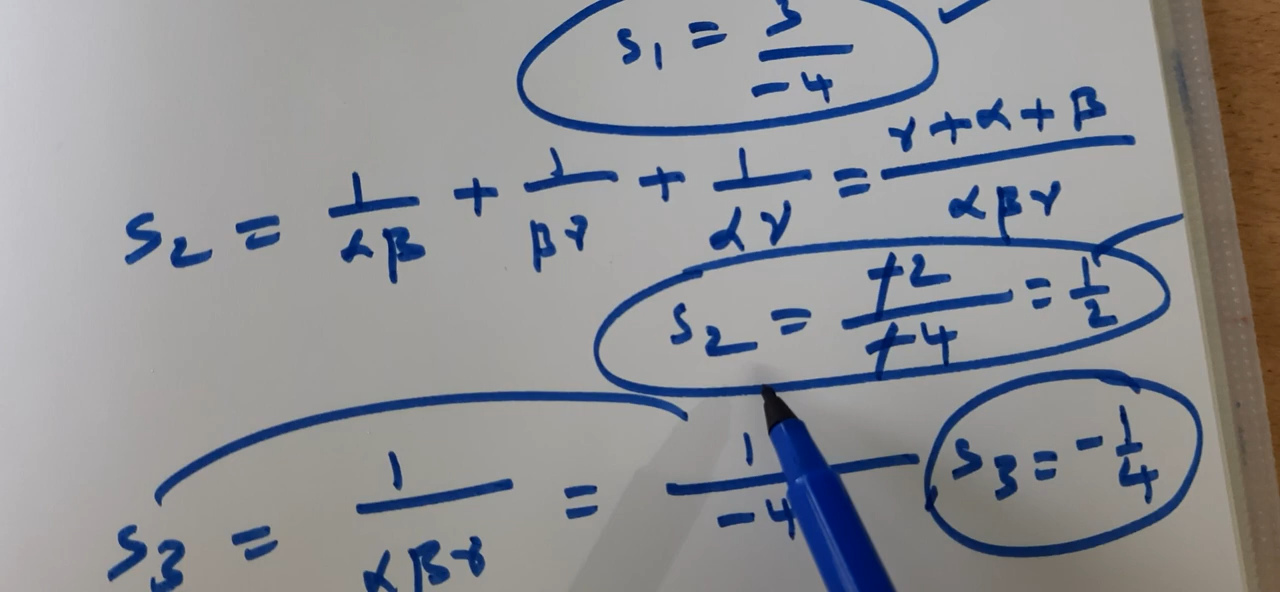 S₁ = 3/-4
S₂ = 1/αβ + 1/βγ + 1/αγ = γ+α+β/αβγ
S₂ = -2/-4 = 1/2
S₃ = 1/αβγ = 1/-4 S₃ = -1/4